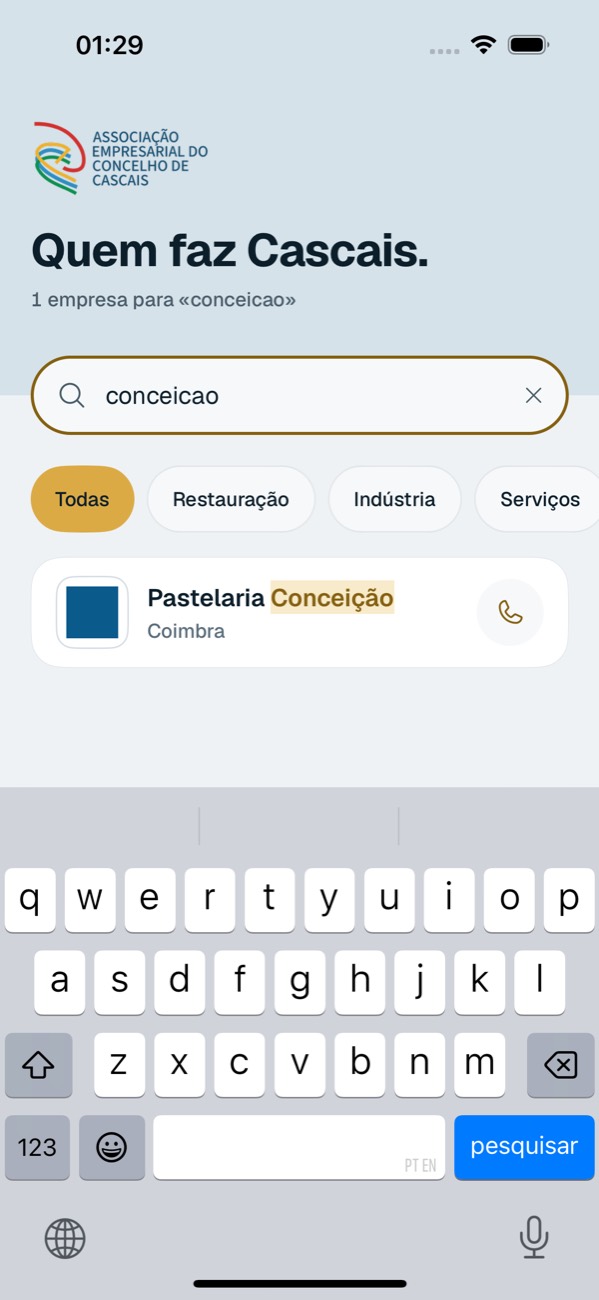 01:29
ASSOCIAÇÃO
EMPRESARIAL DO
CONCELHO DE
CASCAIS
Quem faz Cascais.
1 empresa para «conceicao»
conceicao
Todas
Restauração
Indústria
Serviços
Pastelaria Conceição
Coimbra
q w e r t y u i o p
a s d f g h j k l
z x c v b n m
123
PT EN
pesquisar